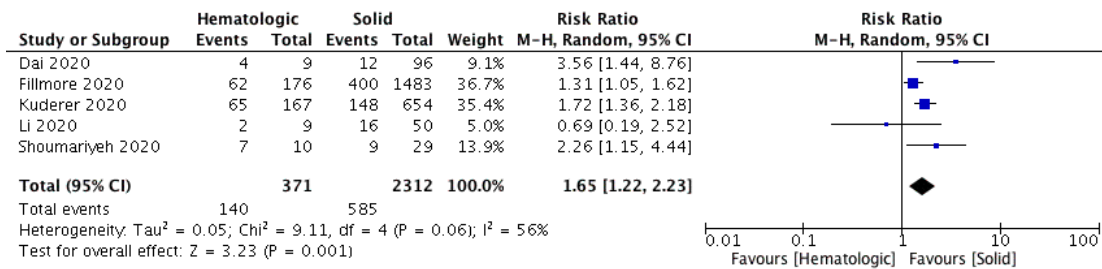 Hematologic Solid Risk Ratio Risk Ratio
Study or Subgroup Events Total Events Total Weight M-H, Random, 95% CI M-H, Random, 95% CI
Dai 2020 4 9 12 96 9.1% 3.56 [1.44, 8.76]
Fillmore 2020 62 176 400 1483 36.7% 1.31 [1.05, 1.62]
Kuderer 2020 65 167 148 654 35.4% 1.72 [1.36, 2.18]
Li 2020 2 9 16 50 5.0% 0.69 [0.19, 2.52]
Shoumariyeh 2020 7 10 9 29 13.9% 2.26 [1.15, 4.44]
Total (95% CI) 371 2312 100.0% 1.65 [1.22, 2.23]
Total events 140 585
Heterogeneity: Tau² = 0.05; Chi² = 9.11, df = 4 (P = 0.06); I² = 56%
Test for overall effect: Z = 3.23 (P = 0.001)
0.01 0.1 1 10 100
Favours [Hematologic] Favours [Solid]